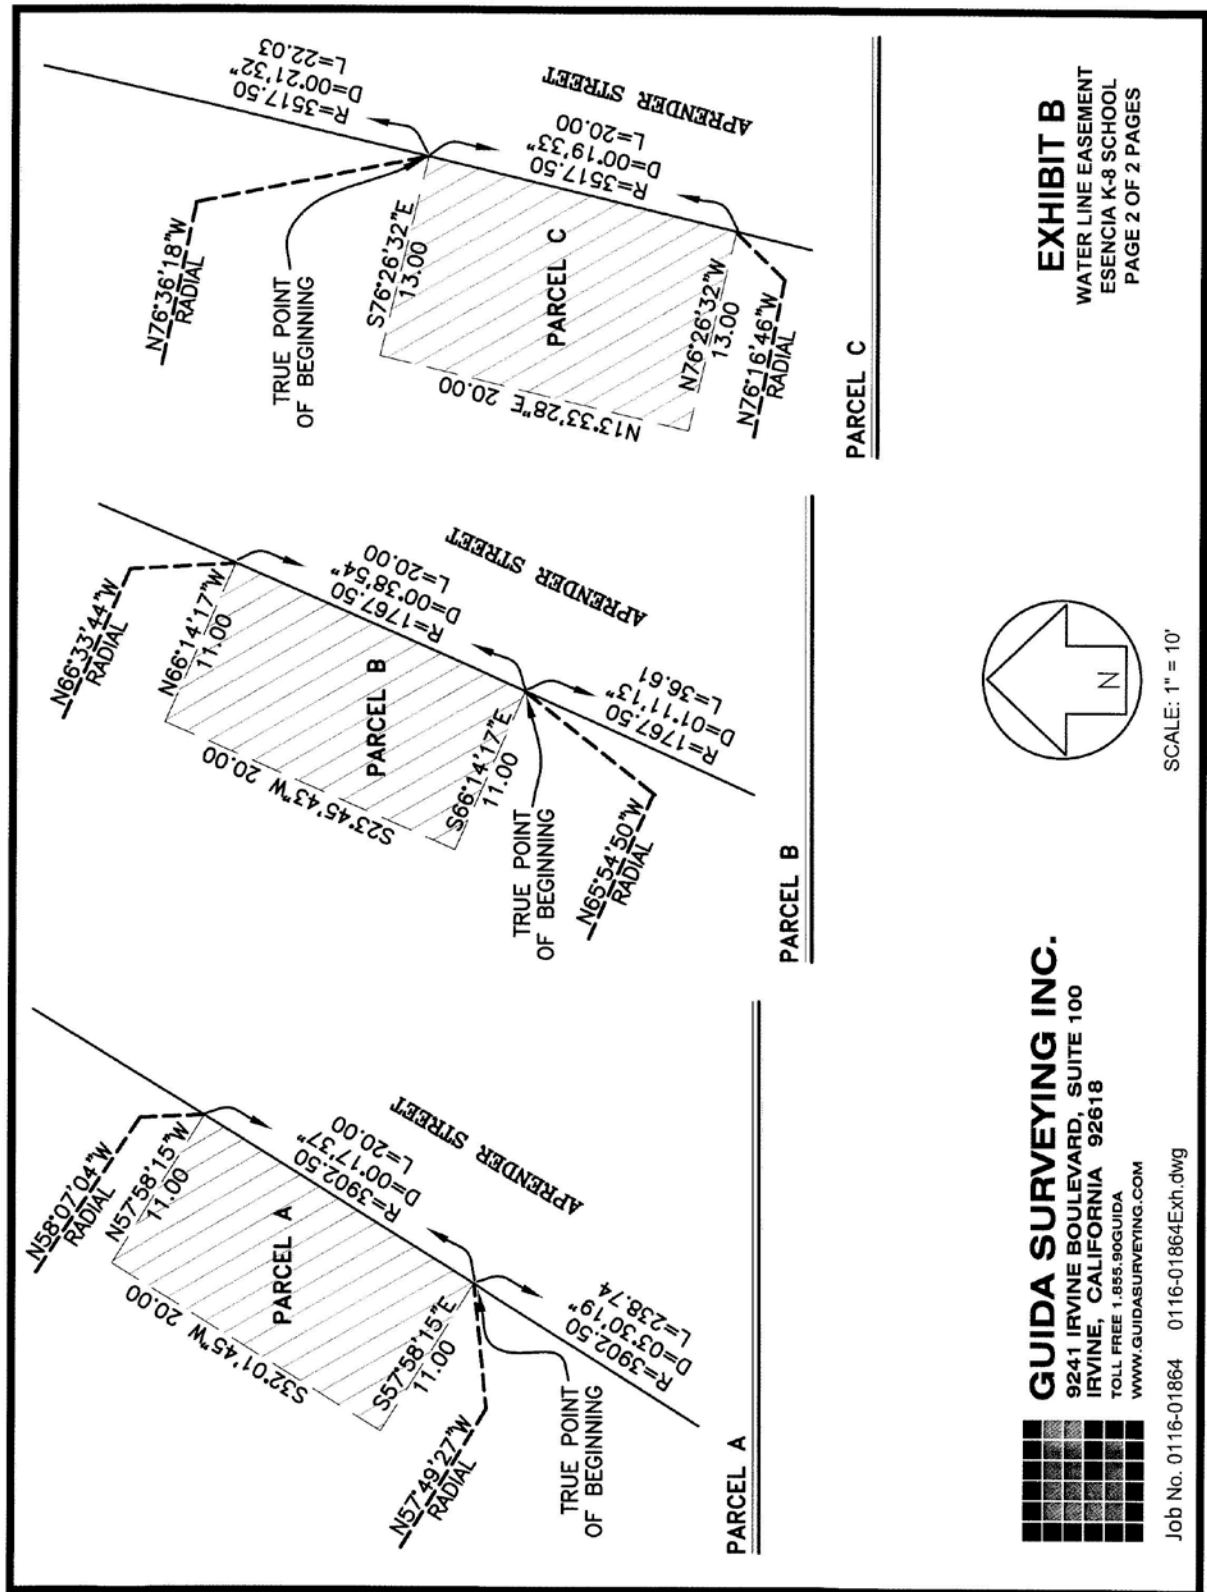 N58°07'04"W
RADIAL
N57°58'15"W
11.00
S32°01'45"W 20.00
PARCEL A
R=3902.50
D=00°17'37"
L=20.00
APRENDER STREET
S57°58'15"E
11.00
N57°49'27"W
RADIAL
TRUE POINT
OF BEGINNING
R=3902.50
D=03°30'19"
L=238.74
PARCEL A
N66°33'44"W
RADIAL
N66°14'17"W
11.00
S23°45'43"W 20.00
PARCEL B
R=1767.50
D=00°38'54"
L=20.00
APRENDER STREET
S66°14'17"E
11.00
TRUE POINT
OF BEGINNING
N65°54'50"W
RADIAL
R=1767.50
D=01°11'13"
L=36.61
PARCEL B
N76°36'18"W
RADIAL
R=3517.50
D=00°21'32"
L=22.03
TRUE POINT
OF BEGINNING
S76°26'32"E
13.00
N13°33'28"E 20.00
PARCEL C
R=3517.50
D=00°19'33"
L=20.00
APRENDER STREET
N76°26'32"W
13.00
N76°16'46"W
RADIAL
PARCEL C
GUIDA SURVEYING INC.
9241 IRVINE BOULEVARD, SUITE 100
IRVINE, CALIFORNIA 92618
TOLL FREE 1.855.90GUIDA
WWW.GUIDASURVEYING.COM
Job No. 0116-01864 0116-01864Exh.dwg
N
SCALE: 1" = 10'
EXHIBIT B
WATER LINE EASEMENT
ESENCIA K-8 SCHOOL
PAGE 2 OF 2 PAGES